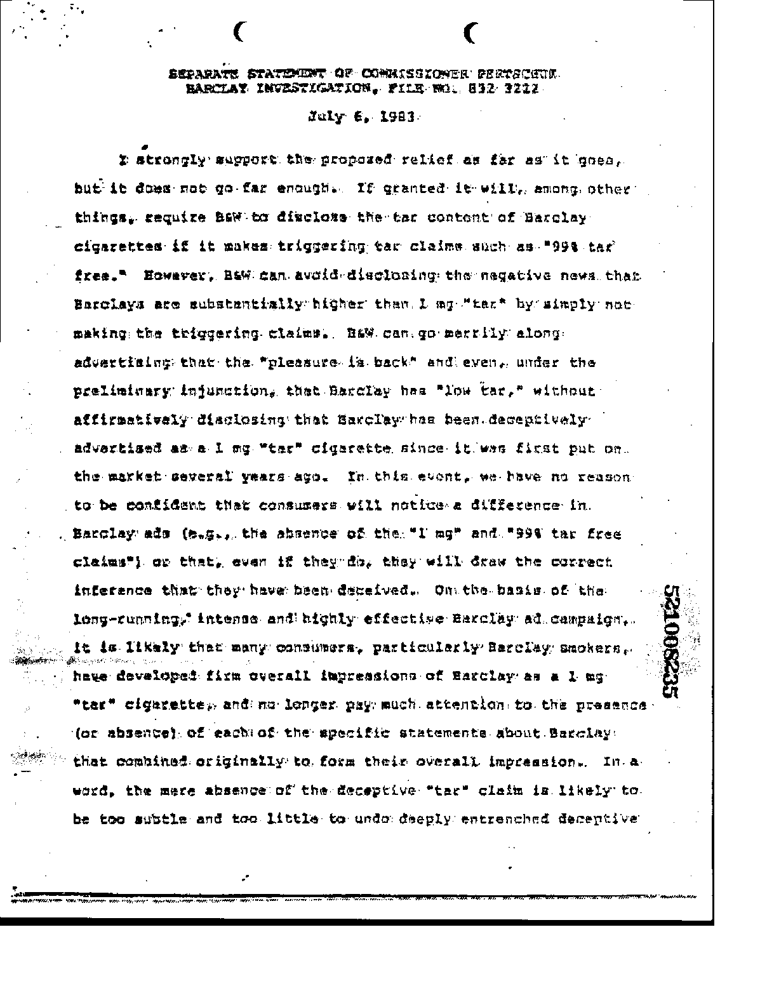 SEPARATE STATEMENT OF COMMISSIONER PERTSCHUK
BARCLAY INVESTIGATION, FILE NO. 832 3222
July 6, 1983
I strongly support the proposed relief as far as it goes,
but it does not go far enough. If granted it will, among other
things, require B&W to disclose the tar content of Barclay
cigarettes if it makes triggering tar claims such as "99% tar
free." However, B&W can avoid disclosing the negative news that
Barclays are substantially higher than 1 mg "tar" by simply not
making the triggering claims. B&W can go merrily along
advertising that the "pleasure is back" and even, under the
preliminary injunction, that Barclay has "low tar," without
affirmatively disclosing that Barclay has been deceptively
advertised as a 1 mg "tar" cigarette since it was first put on
the market several years ago. In this event, we have no reason
to be confident that consumers will notice a difference in
Barclay ads (e.g., the absence of the "1 mg" and "99% tar free
claims") or that, even if they do, they will draw the correct
inference that they have been deceived. On the basis of the
long-running, intense and highly effective Barclay ad campaign,
it is likely that many consumers, particularly Barclay smokers,
have developed firm overall impressions of Barclay as a 1 mg
"tar" cigarette, and no longer pay much attention to the presence
(or absence) of each of the specific statements about Barclay
that combined originally to form their overall impression. In a
word, the mere absence of the deceptive "tar" claim is likely to
be too subtle and too little to undo deeply entrenched deceptive
521008235